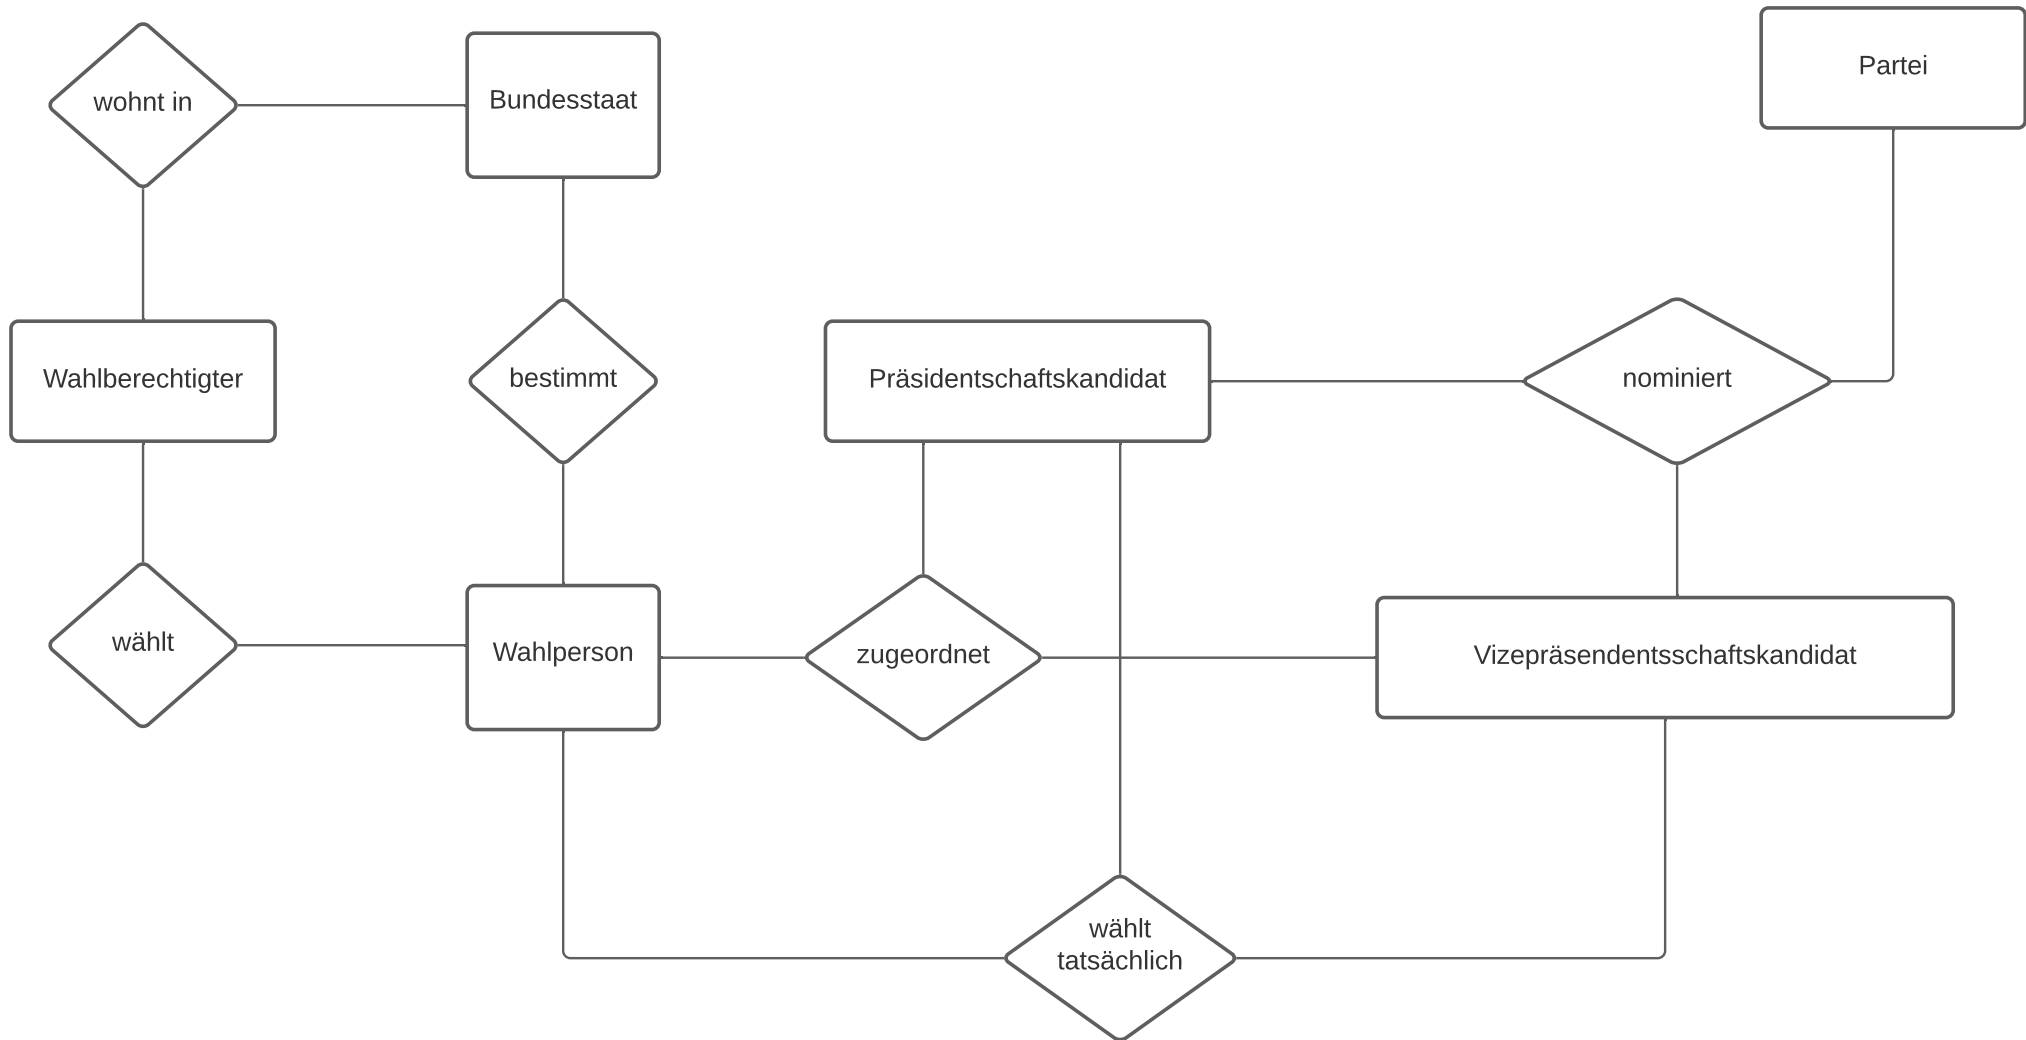 Partei
wohnt in
Bundesstaat
Wahlberechtigter
bestimmt
Präsidentschaftskandidat
nominiert
wählt
Wahlperson
zugeordnet
Vizepräsendentsschaftskandidat
wählt
tatsächlich